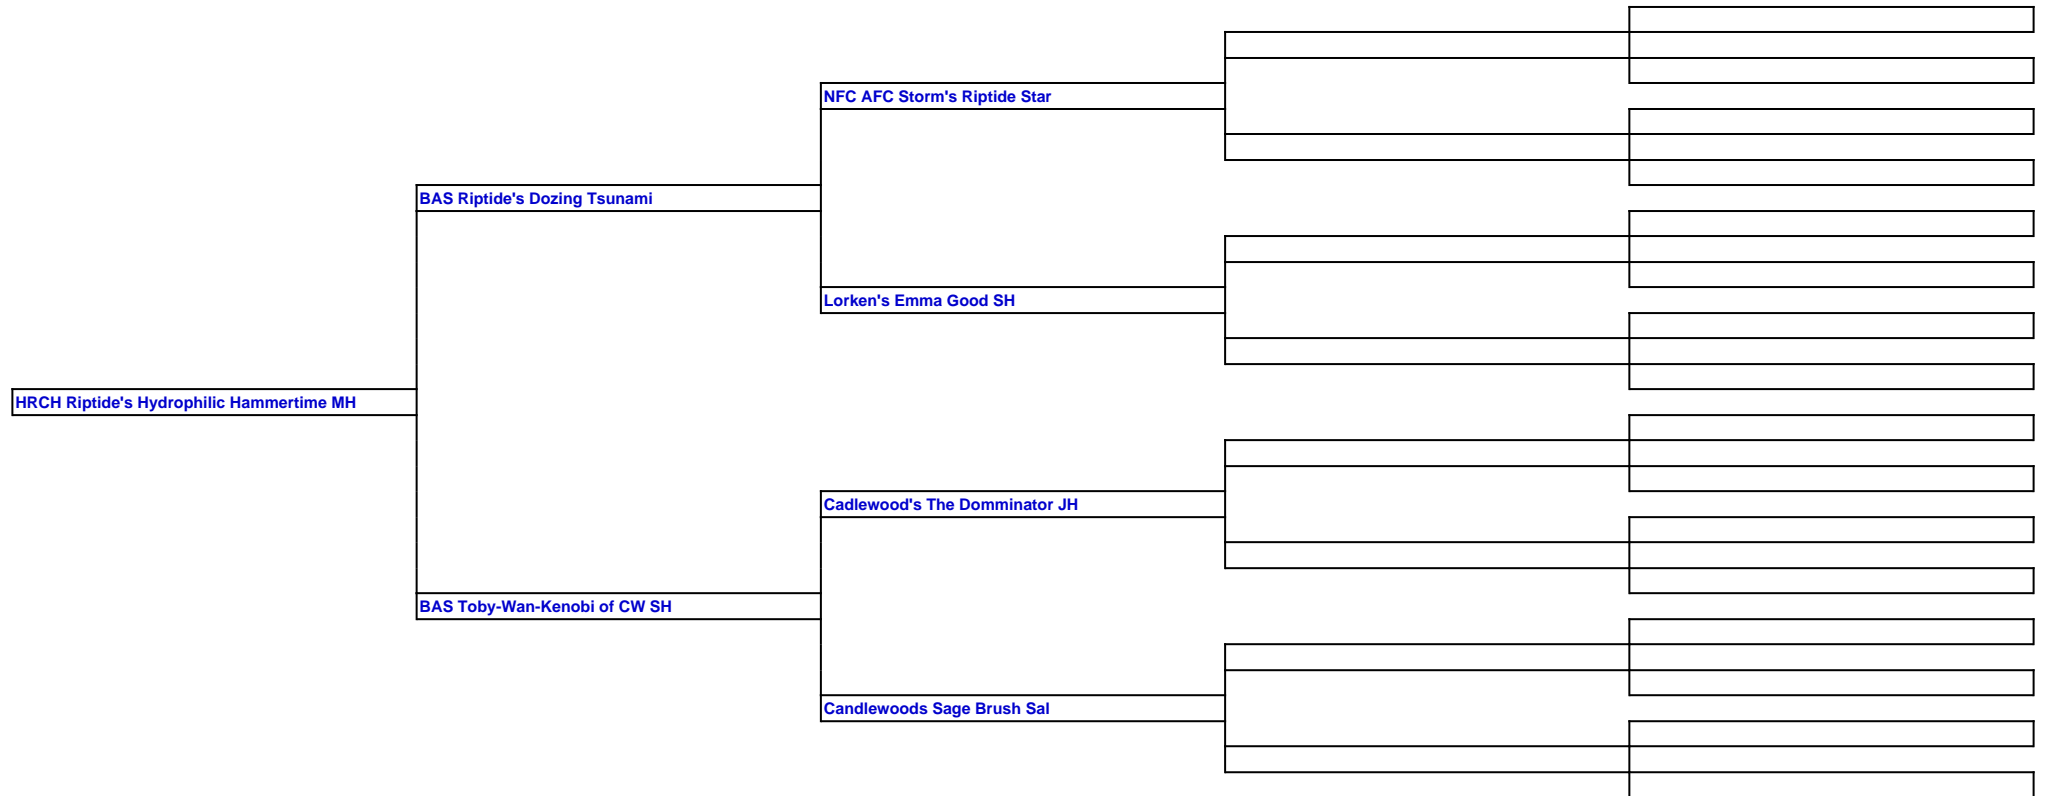 NFC AFC Storm's Riptide Star
BAS Riptide's Dozing Tsunami
Lorken's Emma Good SH
HRCH Riptide's Hydrophilic Hammertime MH
Cadlewood's The Domminator JH
BAS Toby-Wan-Kenobi of CW SH
Candlewoods Sage Brush Sal